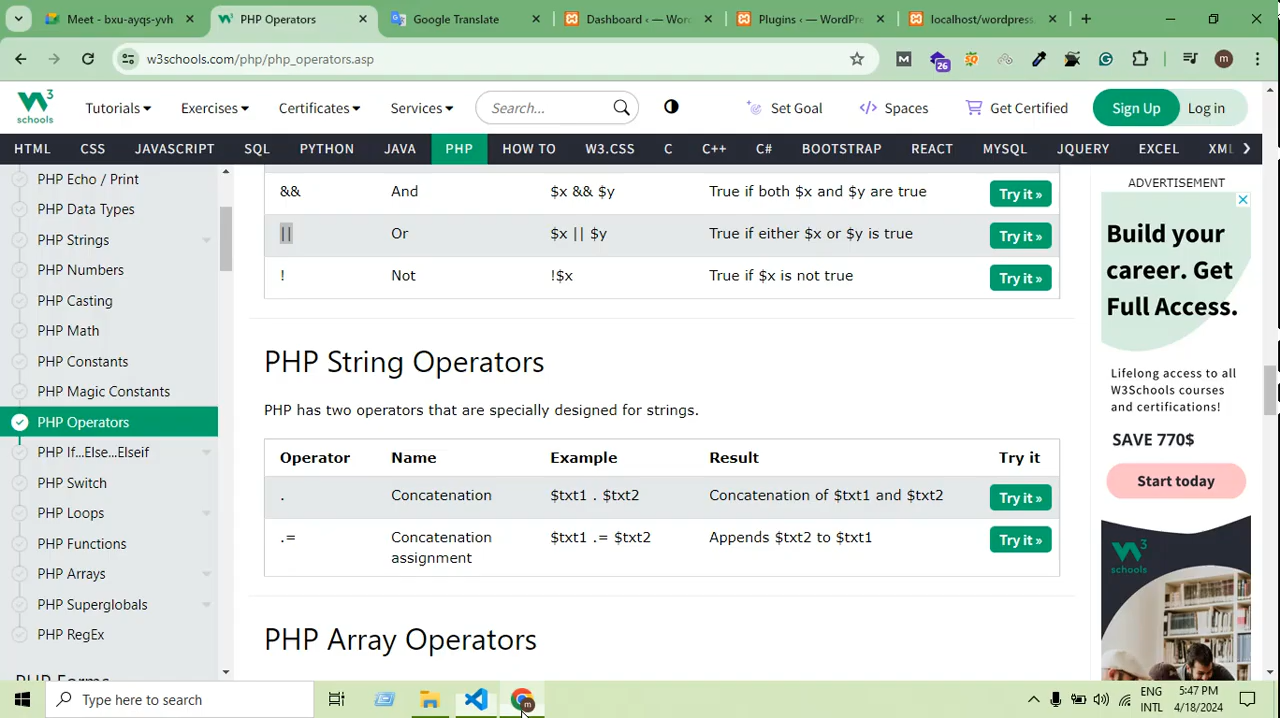 Meet - bxu-ayqs-yvh
PHP Operators
Google Translate
Dashboard ‹ — Wor
Plugins ‹ — WordPre
localhost/wordpress
w3schools.com/php/php_operators.asp
26
m
W3 schools
Tutorials
Exercises
Certificates
Services
Search...
Set Goal
Spaces
Get Certified
Sign Up
Log in
HTML CSS JAVASCRIPT SQL PYTHON JAVA PHP HOW TO W3.CSS C C++ C# BOOTSTRAP REACT MYSQL JQUERY EXCEL XML
PHP Echo / Print
PHP Data Types
PHP Strings
PHP Numbers
PHP Casting
PHP Math
PHP Constants
PHP Magic Constants
PHP Operators
PHP If...Else...Elseif
PHP Switch
PHP Loops
PHP Functions
PHP Arrays
PHP Superglobals
PHP RegEx
PHP Forms
&& And $x && $y True if both $x and $y are true Try it »
|| Or $x || $y True if either $x or $y is true Try it »
! Not !$x True if $x is not true Try it »
PHP String Operators
PHP has two operators that are specially designed for strings.
Operator Name Example Result Try it
. Concatenation $txt1 . $txt2 Concatenation of $txt1 and $txt2 Try it »
.= Concatenation assignment $txt1 .= $txt2 Appends $txt2 to $txt1 Try it »
PHP Array Operators
ADVERTISEMENT
Build your
career. Get
Full Access.
Lifelong access to all
W3Schools courses
and certifications!
SAVE 770$
Start today
W3 schools
Type here to search
m
ENG
INTL
5:47 PM
4/18/2024